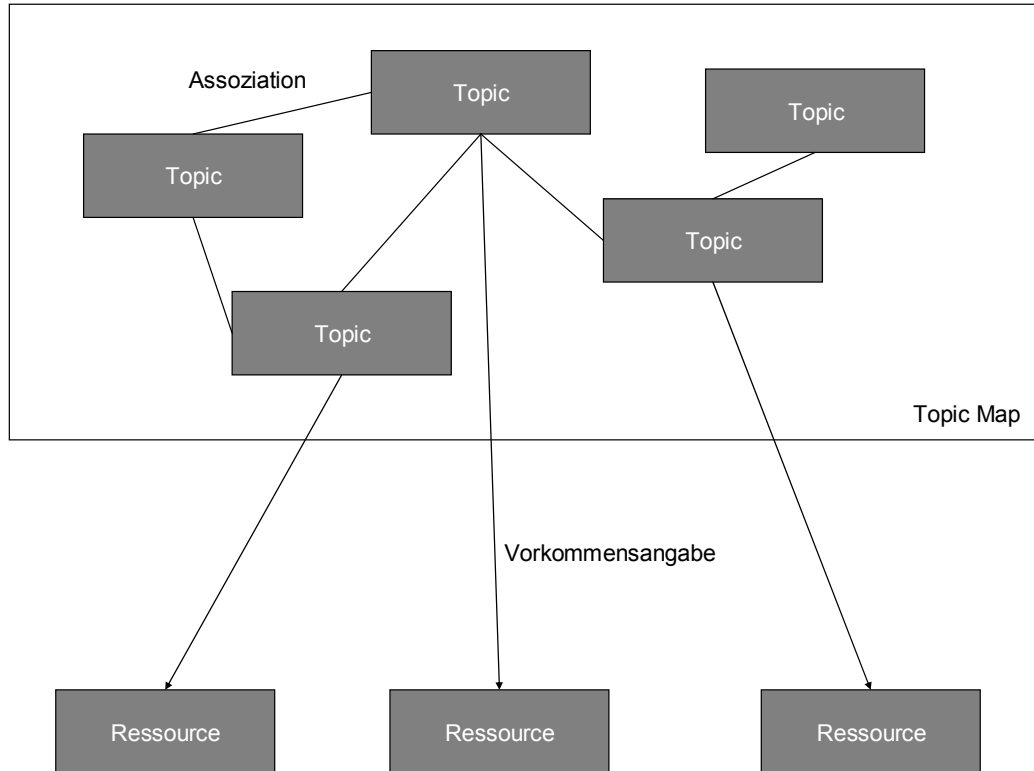 Assoziation
Topic
Topic
Topic
Topic
Topic
Topic Map
Vorkommensangabe
Ressource
Ressource
Ressource